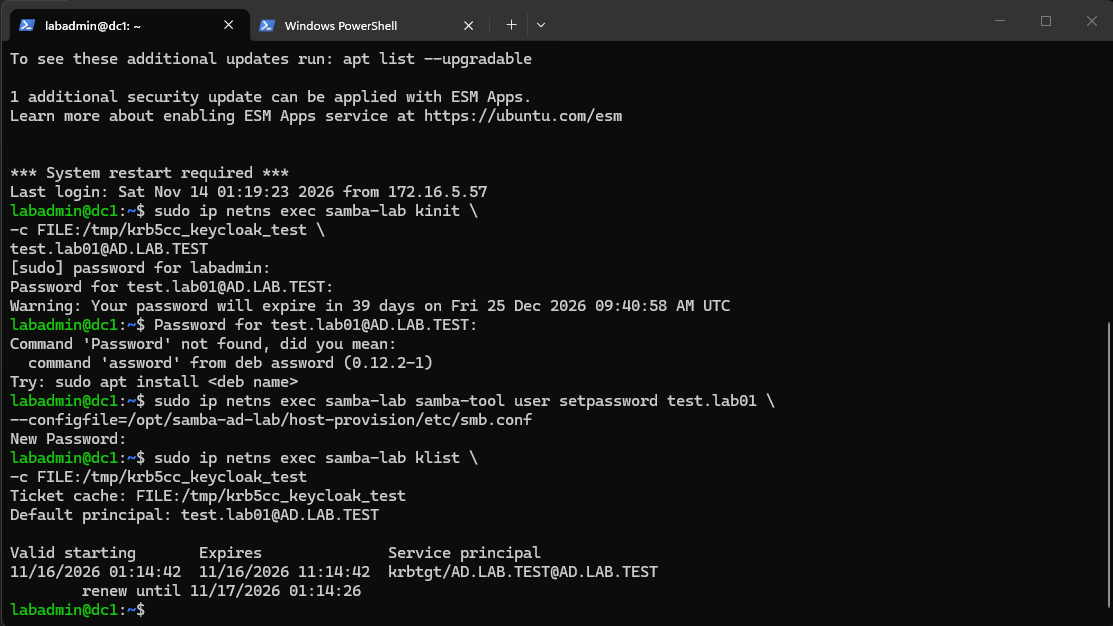 labadmin@dc1: ~
Windows PowerShell
To see these additional updates run: apt list --upgradable
1 additional security update can be applied with ESM Apps.
Learn more about enabling ESM Apps service at https://ubuntu.com/esm
*** System restart required ***
Last login: Sat Nov 14 01:19:23 2026 from 172.16.5.57
labadmin@dc1:~$ sudo ip netns exec samba-lab kinit \
-c FILE:/tmp/krb5cc_keycloak_test \
test.lab01@AD.LAB.TEST
[sudo] password for labadmin:
Password for test.lab01@AD.LAB.TEST:
Warning: Your password will expire in 39 days on Fri 25 Dec 2026 09:40:58 AM UTC
labadmin@dc1:~$ Password for test.lab01@AD.LAB.TEST:
Command 'Password' not found, did you mean:
  command 'assword' from deb assword (0.12.2-1)
Try: sudo apt install <deb name>
labadmin@dc1:~$ sudo ip netns exec samba-lab samba-tool user setpassword test.lab01 \
--configfile=/opt/samba-ad-lab/host-provision/etc/smb.conf
New Password:
labadmin@dc1:~$ sudo ip netns exec samba-lab klist \
-c FILE:/tmp/krb5cc_keycloak_test
Ticket cache: FILE:/tmp/krb5cc_keycloak_test
Default principal: test.lab01@AD.LAB.TEST
Valid starting       Expires              Service principal
11/16/2026 01:14:42  11/16/2026 11:14:42  krbtgt/AD.LAB.TEST@AD.LAB.TEST
        renew until 11/17/2026 01:14:26
labadmin@dc1:~$